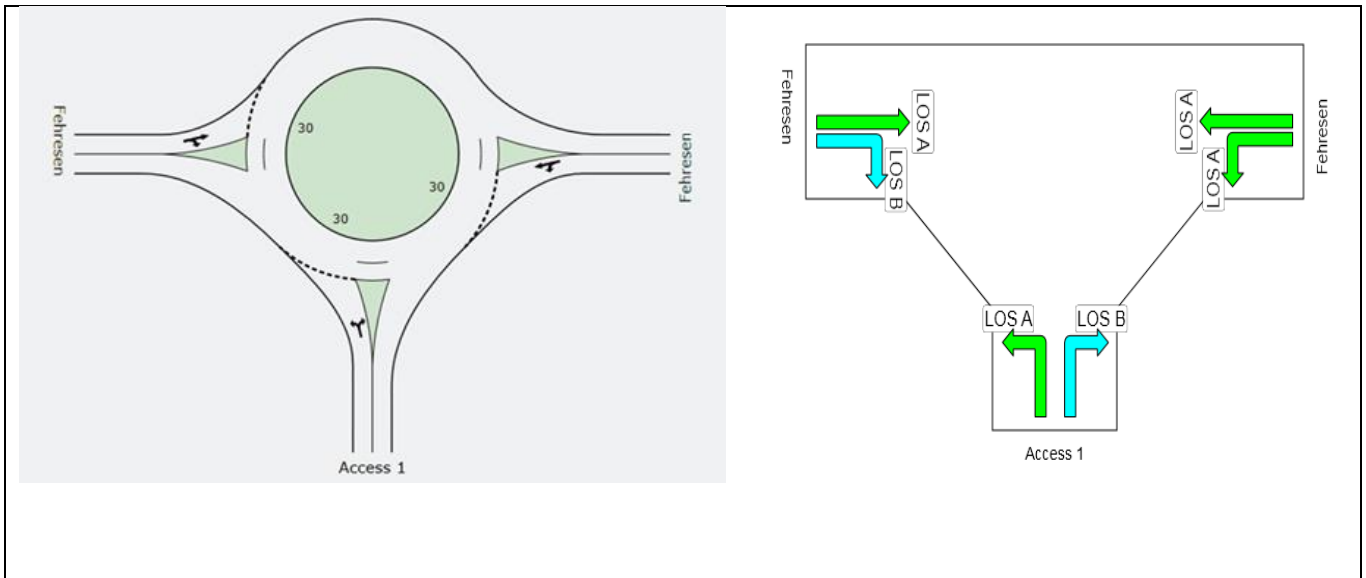 Fehresen
30
30
30
Fehresen
Access 1
Fehresen
LOS A
LOS B
LOS A
LOS A
Fehresen
LOS A
LOS B
Access 1